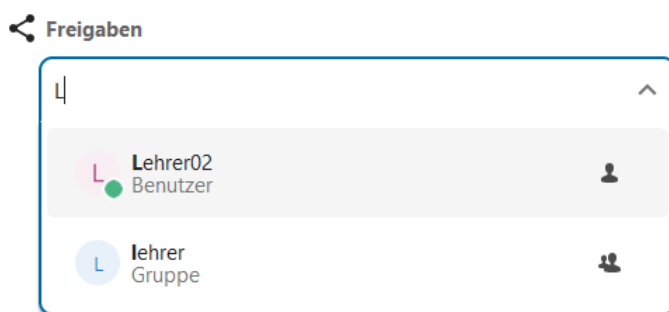 Freigaben
L
L
Lehrer02
Benutzer
L
lehrer
Gruppe